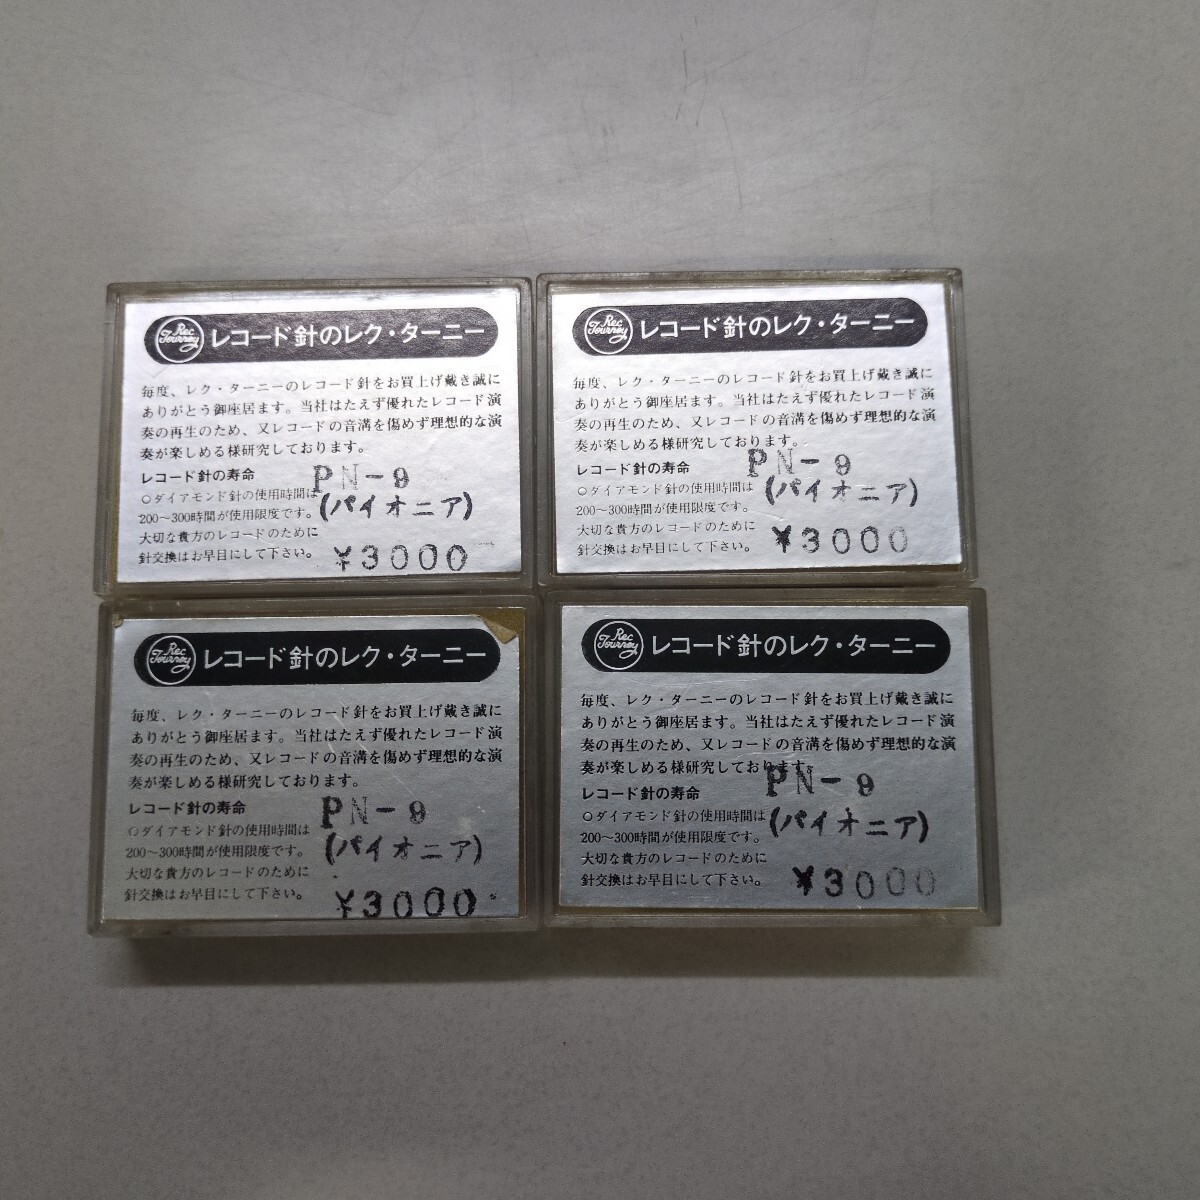 Rec Tourney レコード針のレク・ターニー
毎度、レク・ターニーのレコード針をお買上げ戴き誠に
ありがとう御座居ます。当社はたえず優れたレコード演
奏の再生のため、又レコードの音溝を傷めず理想的な演
奏が楽しめる様研究しております。
レコード針の寿命 PN-9
○ダイアモンド針の使用時間は (パイオニア)
200〜300時間が使用限度です。
大切な貴方のレコードのために
針交換はお早目にして下さい。 ¥3000
Rec Tourney レコード針のレク・ターニー
毎度、レク・ターニーのレコード針をお買上げ戴き誠に
ありがとう御座居ます。当社はたえず優れたレコード演
奏の再生のため、又レコードの音溝を傷めず理想的な演
奏が楽しめる様研究しております。
レコード針の寿命 PN-9
○ダイアモンド針の使用時間は (パイオニア)
200〜300時間が使用限度です。
大切な貴方のレコードのために
針交換はお早目にして下さい。 ¥3000
Rec Tourney レコード針のレク・ターニー
毎度、レク・ターニーのレコード針をお買上げ戴き誠に
ありがとう御座居ます。当社はたえず優れたレコード演
奏の再生のため、又レコードの音溝を傷めず理想的な演
奏が楽しめる様研究しております。
レコード針の寿命 PN-9
○ダイアモンド針の使用時間は (パイオニア)
200〜300時間が使用限度です。
大切な貴方のレコードのために
針交換はお早目にして下さい。 ¥3000
Rec Tourney レコード針のレク・ターニー
毎度、レク・ターニーのレコード針をお買上げ戴き誠に
ありがとう御座居ます。当社はたえず優れたレコード演
奏の再生のため、又レコードの音溝を傷めず理想的な演
奏が楽しめる様研究しております。
レコード針の寿命 PN-9
○ダイアモンド針の使用時間は (パイオニア)
200〜300時間が使用限度です。
大切な貴方のレコードのために
針交換はお早目にして下さい。 ¥3000